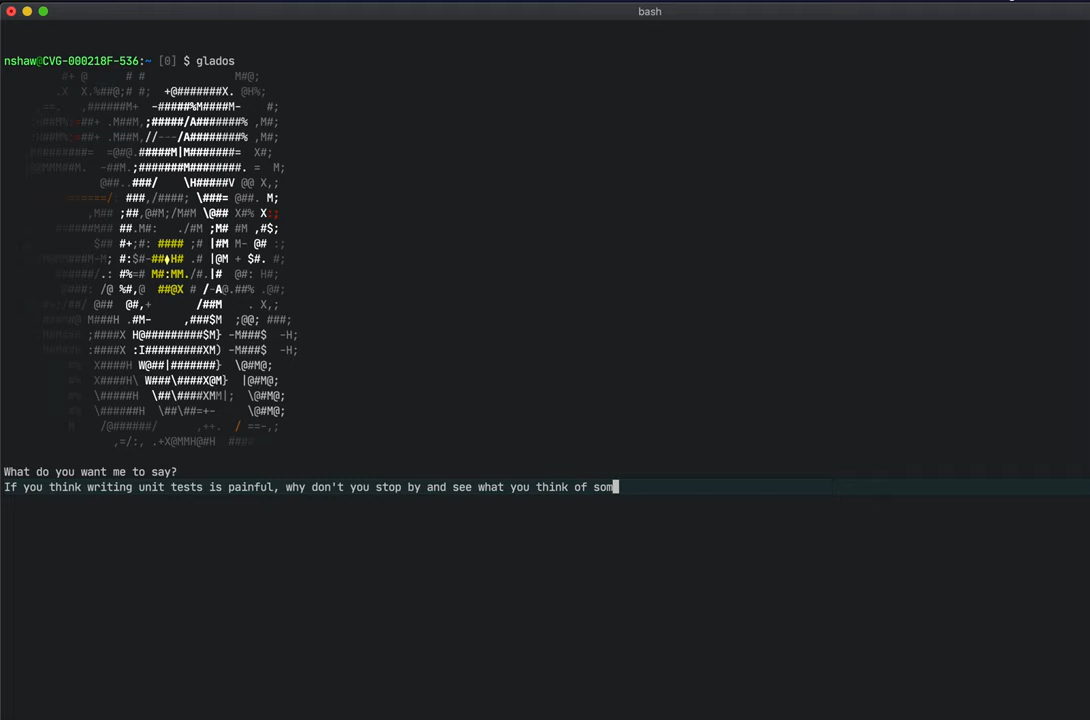 bash
nshaw@CVG-000218F-536:~ [0] $ glados
What do you want me to say?
If you think writing unit tests is painful, why don't you stop by and see what you think of som